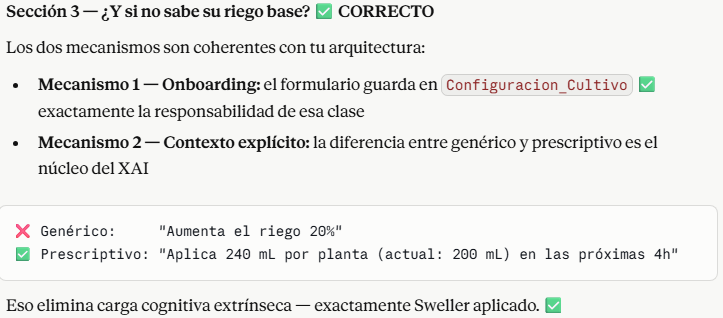 Sección 3 — ¿Y si no sabe su riego base? ✅ CORRECTO
Los dos mecanismos son coherentes con tu arquitectura:
• Mecanismo 1 — Onboarding: el formulario guarda en Configuracion_Cultivo ✅
exactamente la responsabilidad de esa clase
• Mecanismo 2 — Contexto explícito: la diferencia entre genérico y prescriptivo es el
núcleo del XAI
❌ Genérico: "Aumenta el riego 20%"
✅ Prescriptivo: "Aplica 240 mL por planta (actual: 200 mL) en las próximas 4h"
Eso elimina carga cognitiva extrínseca — exactamente Sweller aplicado. ✅